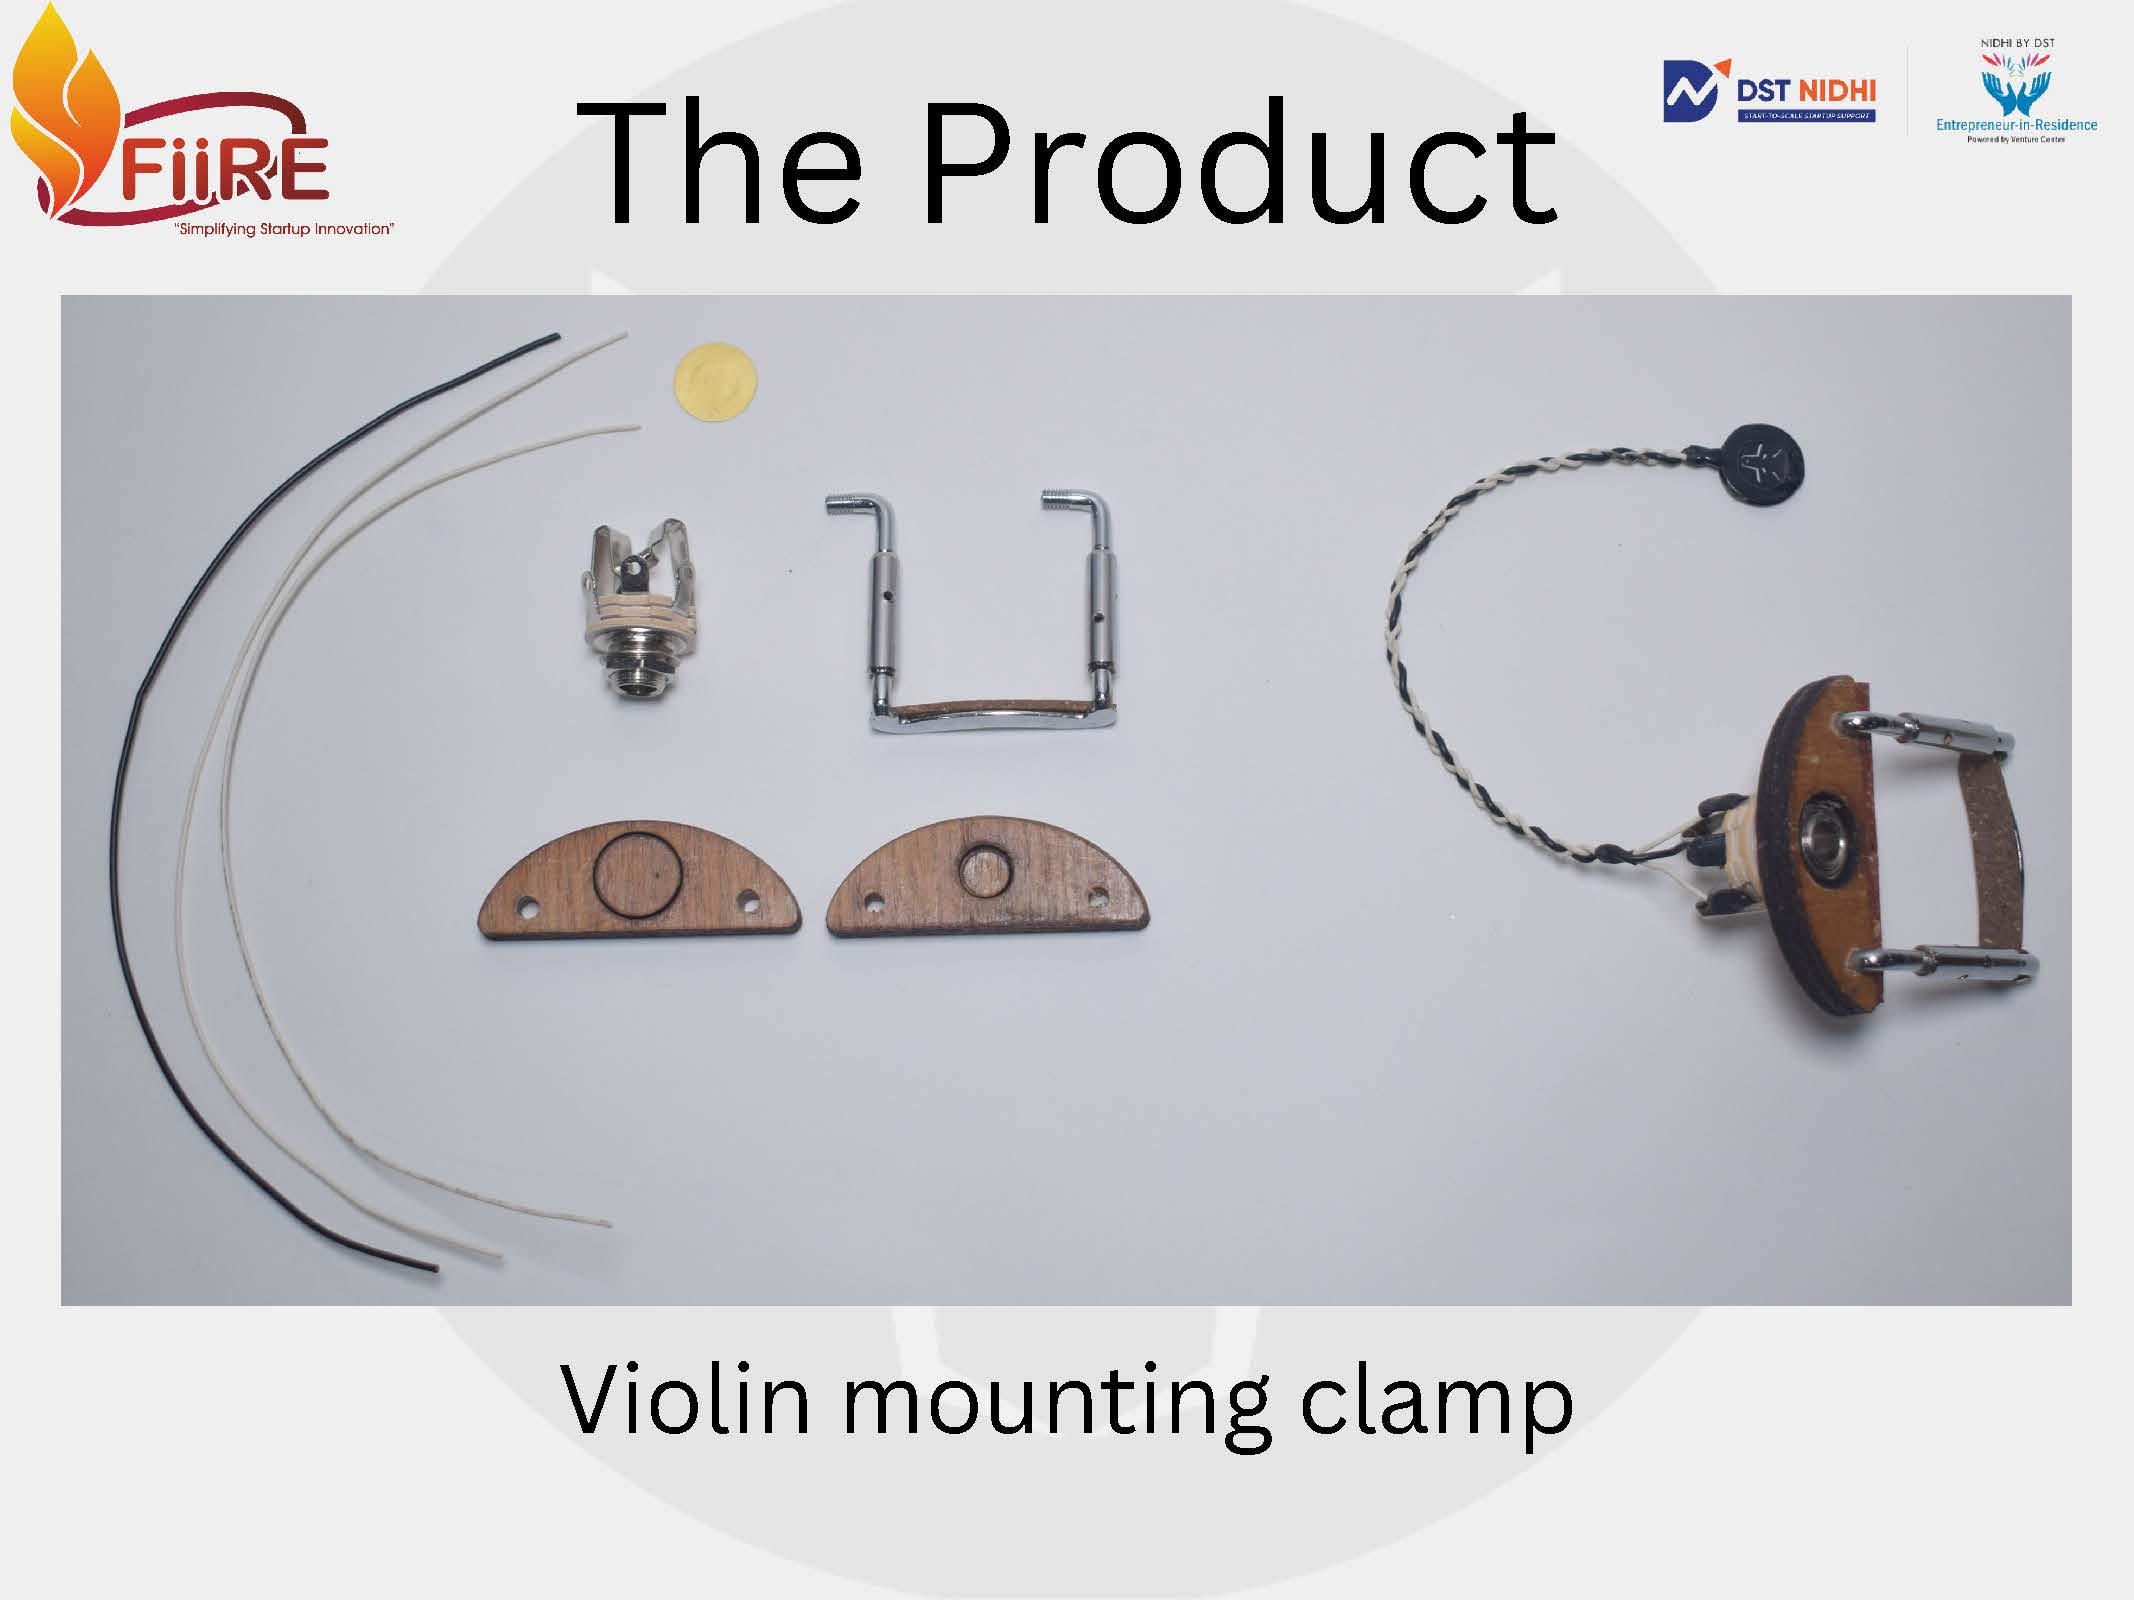 FiiRE
"Simplifying Startup Innovation"
The Product
DST NIDHI
START-TO-SCALE STARTUP SUPPORT
NIDHI BY DST
Entrepreneur-in-Residence
Powered by Venture Center
Violin mounting clamp